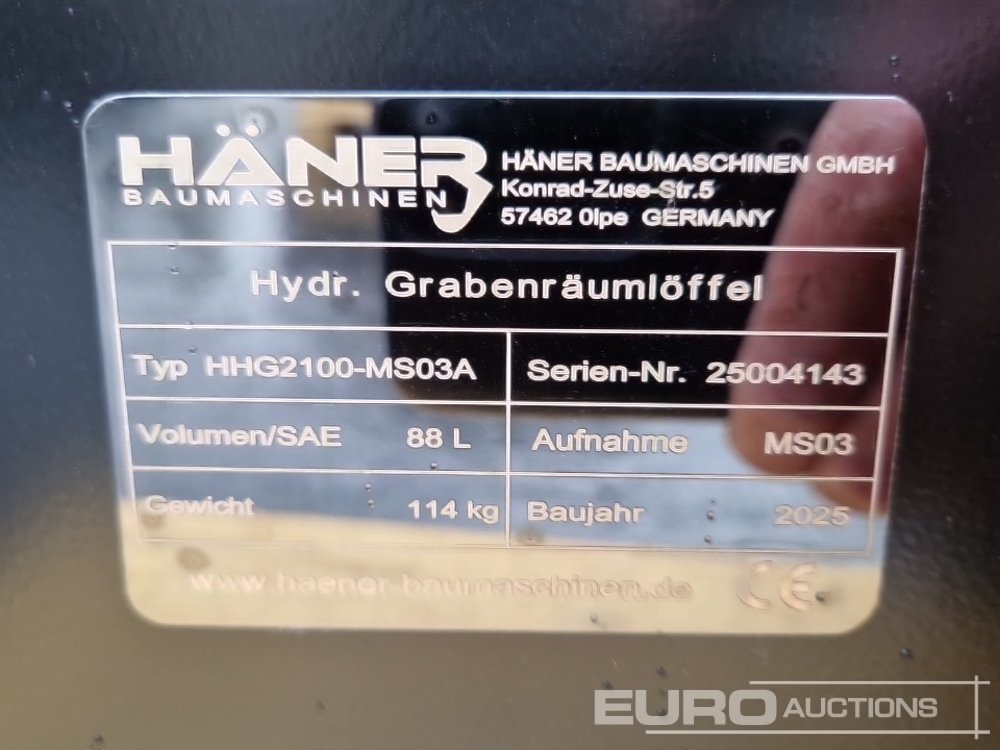 HÄNER
BAUMASCHINEN
HÄNER BAUMASCHINEN GMBH
Konrad-Zuse-Str.5
57462 Olpe GERMANY
Hydr. Grabenräumlöffel
Typ HHG2100-MS03A
Serien-Nr. 25004143
Volumen/SAE 88 L
Aufnahme MS03
Gewicht : 114 kg
Baujahr : 2025
www.haener-baumaschinen.de CE
EURO AUCTIONS